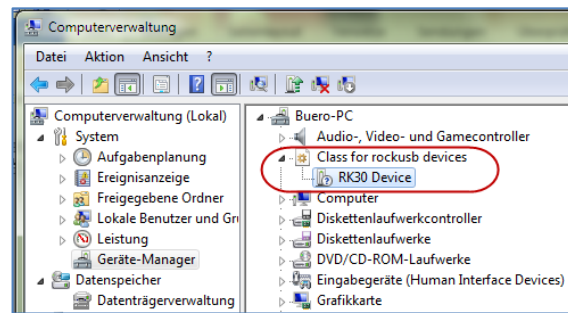 Computerverwaltung
Datei Aktion Ansicht ?
Computerverwaltung (Lokal)
System
Aufgabenplanung
Ereignisanzeige
Freigegebene Ordner
Lokale Benutzer und Gru
Leistung
Geräte-Manager
Datenspeicher
Datenträgerverwaltung
Buero-PC
Audio-, Video- und Gamecontroller
Class for rockusb devices
RK30 Device
Computer
Diskettenlaufwerkcontroller
Diskettenlaufwerke
DVD/CD-ROM-Laufwerke
Eingabegeräte (Human Interface Devices)
Grafikkarte